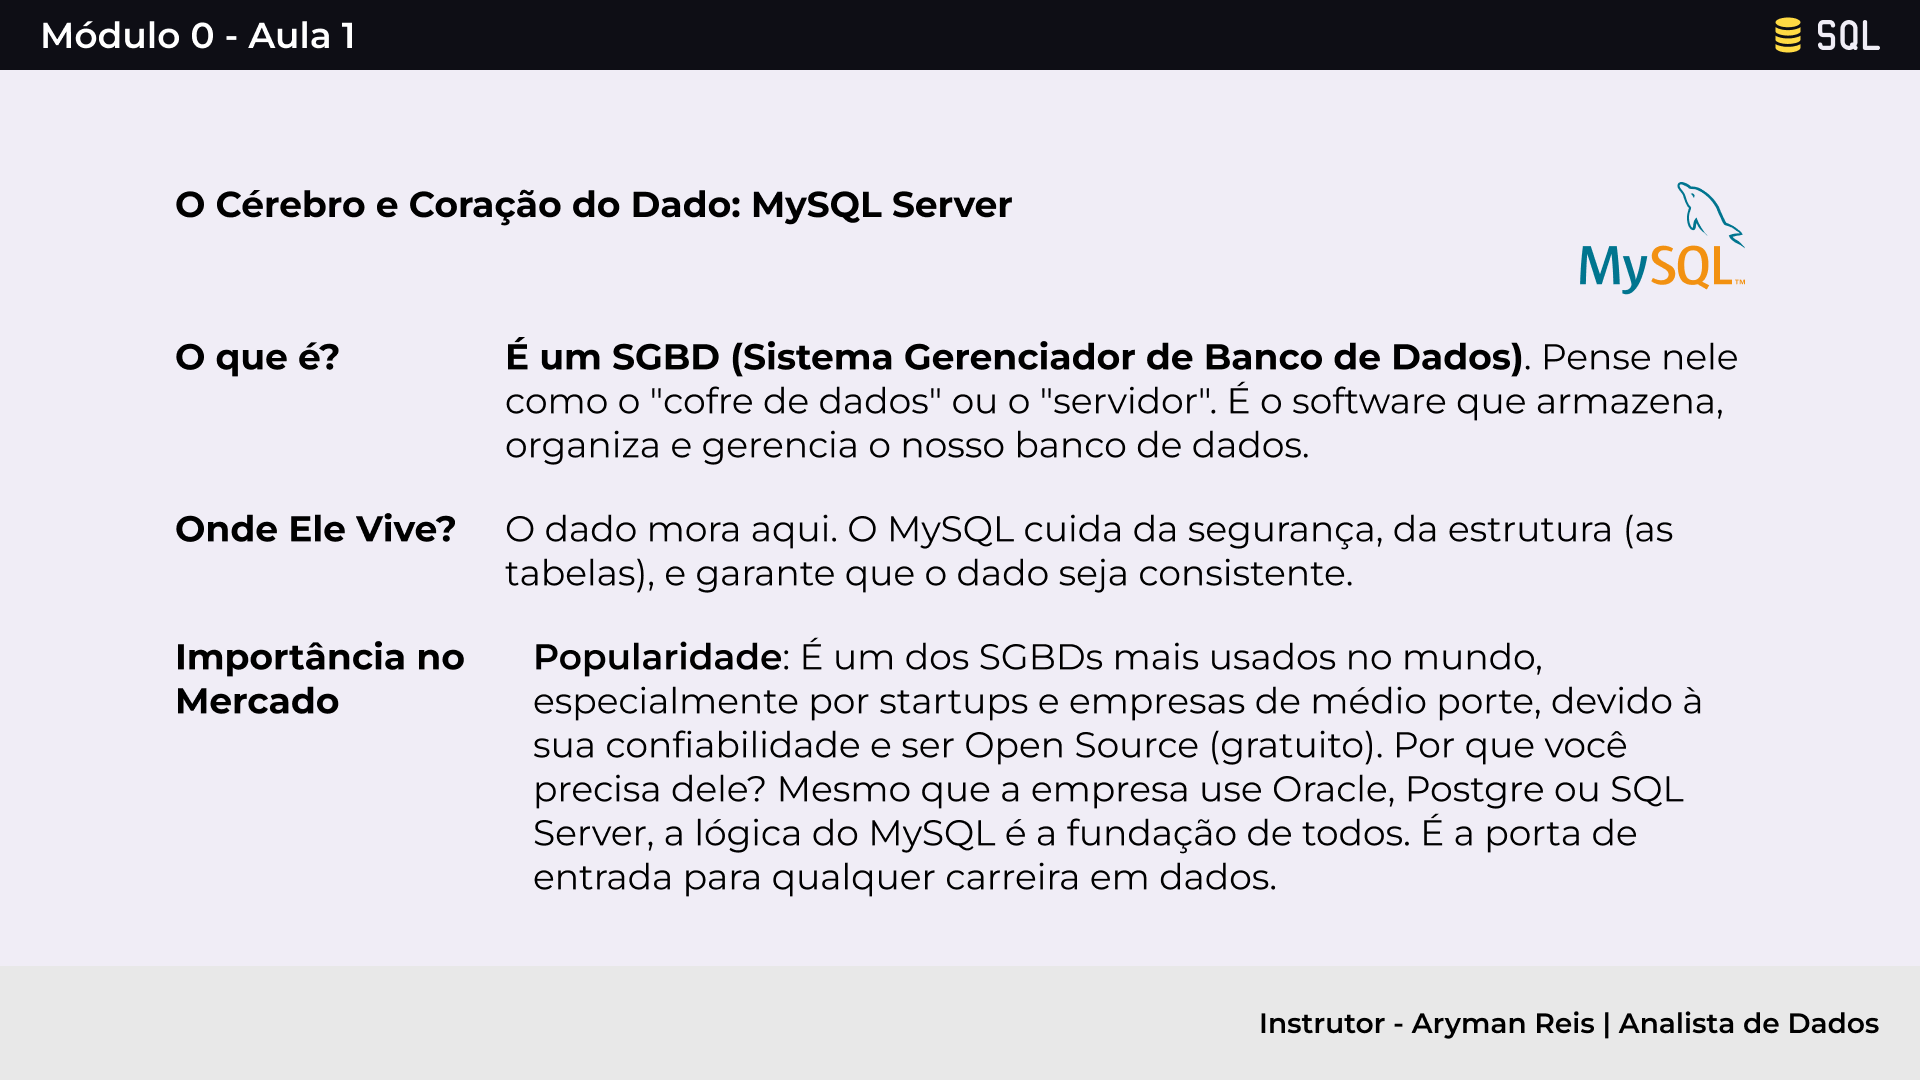 Módulo 0 - Aula 1
SQL
O Cérebro e Coração do Dado: MySQL Server
MySQL™
O que é?
É um SGBD (Sistema Gerenciador de Banco de Dados). Pense nele
como o "cofre de dados" ou o "servidor". É o software que armazena,
organiza e gerencia o nosso banco de dados.
Onde Ele Vive?
O dado mora aqui. O MySQL cuida da segurança, da estrutura (as
tabelas), e garante que o dado seja consistente.
Importância no
Mercado
Popularidade: É um dos SGBDs mais usados no mundo,
especialmente por startups e empresas de médio porte, devido à
sua confiabilidade e ser Open Source (gratuito). Por que você
precisa dele? Mesmo que a empresa use Oracle, Postgre ou SQL
Server, a lógica do MySQL é a fundação de todos. É a porta de
entrada para qualquer carreira em dados.
Instrutor - Aryman Reis | Analista de Dados